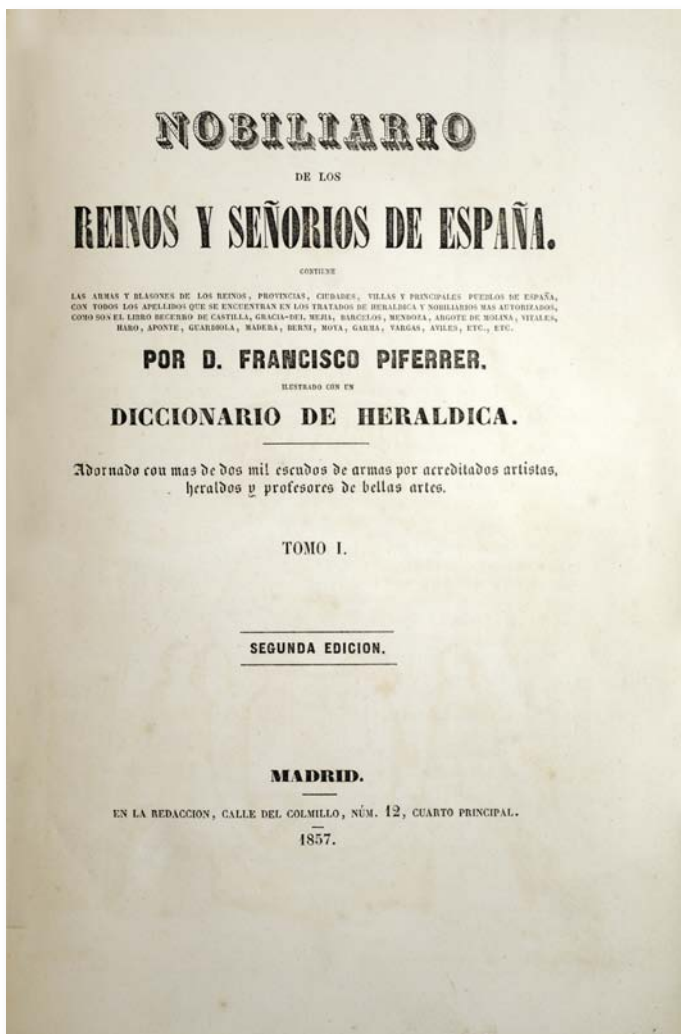 NOBILIARIO
DE LOS
REINOS Y SEÑORIOS DE ESPAÑA.
CONTIENE
LAS ARMAS Y BLASONES DE LOS REINOS, PROVINCIAS, CIUDADES, VILLAS Y PRINCIPALES PUEBLOS DE ESPAÑA,
CON TODOS LOS APELLIDOS QUE SE ENCUENTRAN EN LOS TRATADOS DE HERALDICA Y NOBILIARIOS MAS AUTORIZADOS,
COMO SON EL LIBRO BECERRO DE CASTILLA, GRACIA-DEI, MEJIA, BARCELOS, MENDOZA, ARGOTE DE MOLINA, VITALES,
HARO, APONTE, GUARDIOLA, MADERA, BERNI, MOYA, GARMA, VARGAS, AVILES, ETC., ETC.
POR D. FRANCISCO PIFERRER.
ILUSTRADO CON UN
DICCIONARIO DE HERALDICA.
Adornado con mas de dos mil escudos de armas por acreditados artistas,
heraldos y profesores de bellas artes.
TOMO I.
SEGUNDA EDICION.
MADRID.
EN LA REDACCION, CALLE DEL COLMILLO, NÚM. 12, CUARTO PRINCIPAL.
1857.